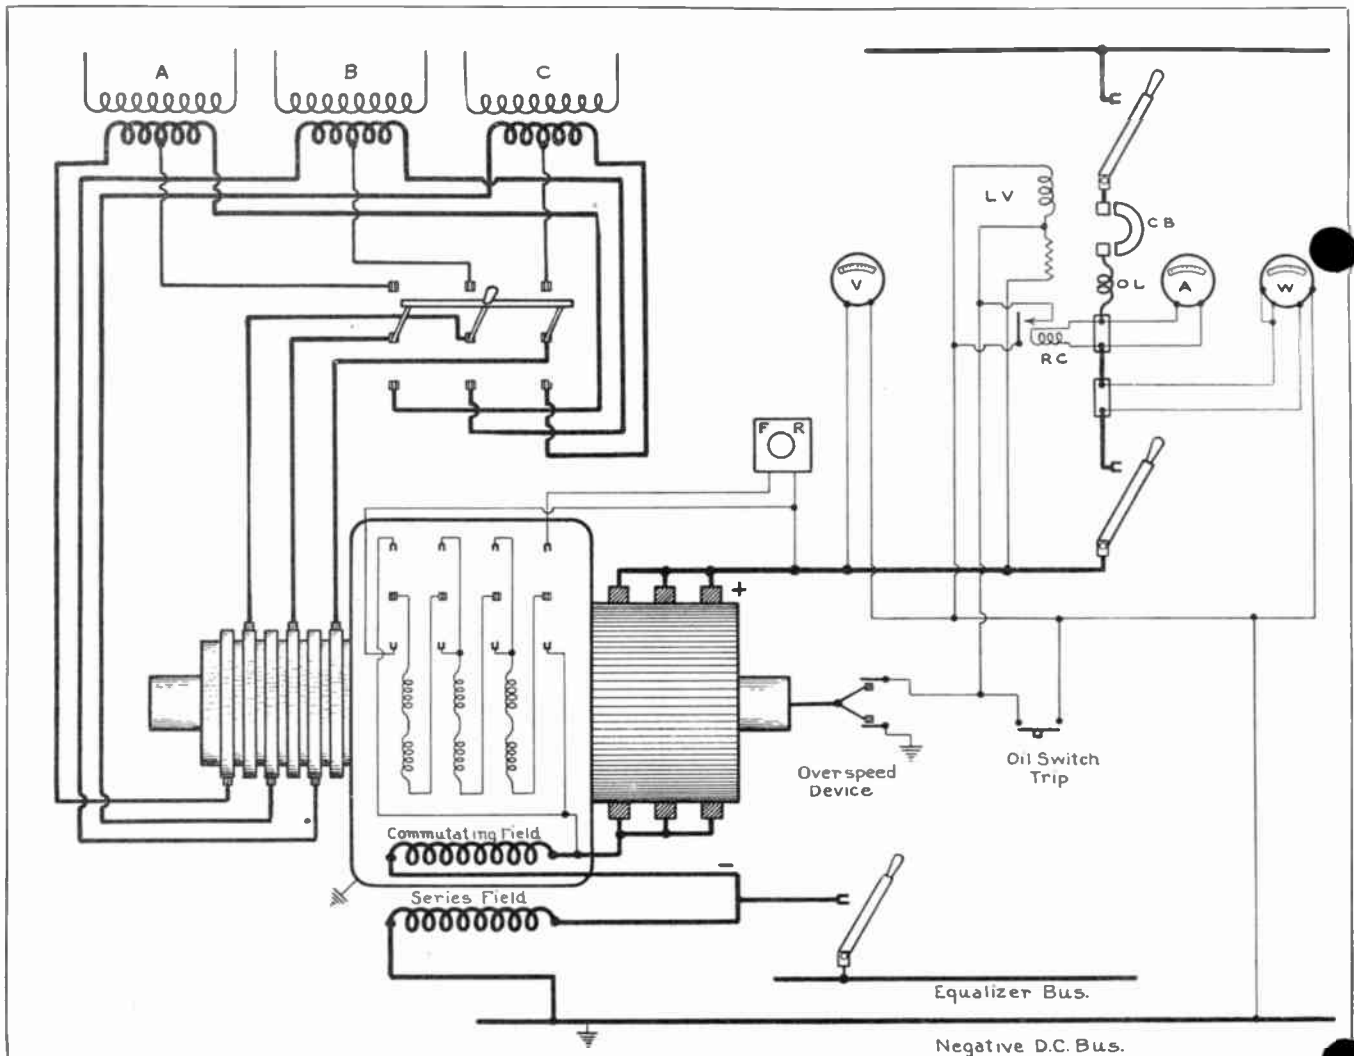 A
B
C
LV
CB
OL
V
A
W
RC
F R
+
Overspeed
Device
Oil Switch
Trip
Commutating Field
-
Series Field
Equalizer Bus.
Negative D.C. Bus.